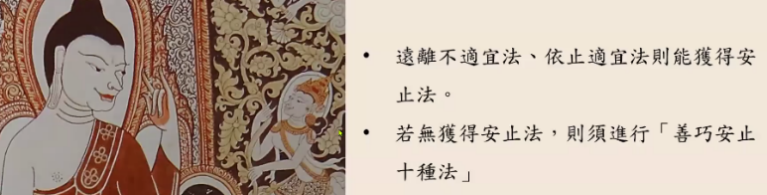 • 遠離不適宜法、依止適宜法則能獲得安
止法。
• 若無獲得安止法，則須進行「善巧安止
十種法」